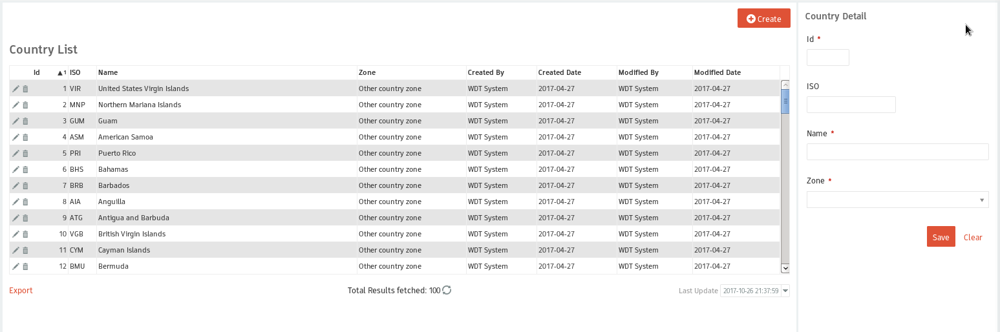 Create
Country List
Id ▲1 ISO Name Zone Created By Created Date Modified By Modified Date
1 VIR United States Virgin Islands Other country zone WDT System 2017-04-27 WDT System 2017-04-27
2 MNP Northern Mariana Islands Other country zone WDT System 2017-04-27 WDT System 2017-04-27
3 GUM Guam Other country zone WDT System 2017-04-27 WDT System 2017-04-27
4 ASM American Samoa Other country zone WDT System 2017-04-27 WDT System 2017-04-27
5 PRI Puerto Rico Other country zone WDT System 2017-04-27 WDT System 2017-04-27
6 BHS Bahamas Other country zone WDT System 2017-04-27 WDT System 2017-04-27
7 BRB Barbados Other country zone WDT System 2017-04-27 WDT System 2017-04-27
8 AIA Anguilla Other country zone WDT System 2017-04-27 WDT System 2017-04-27
9 ATG Antigua and Barbuda Other country zone WDT System 2017-04-27 WDT System 2017-04-27
10 VGB British Virgin Islands Other country zone WDT System 2017-04-27 WDT System 2017-04-27
11 CYM Cayman Islands Other country zone WDT System 2017-04-27 WDT System 2017-04-27
12 BMU Bermuda Other country zone WDT System 2017-04-27 WDT System 2017-04-27
Export Total Results fetched: 100 Last Update 2017-10-26 21:37:59
Country Detail
Id *
ISO
Name *
Zone *
Save Clear